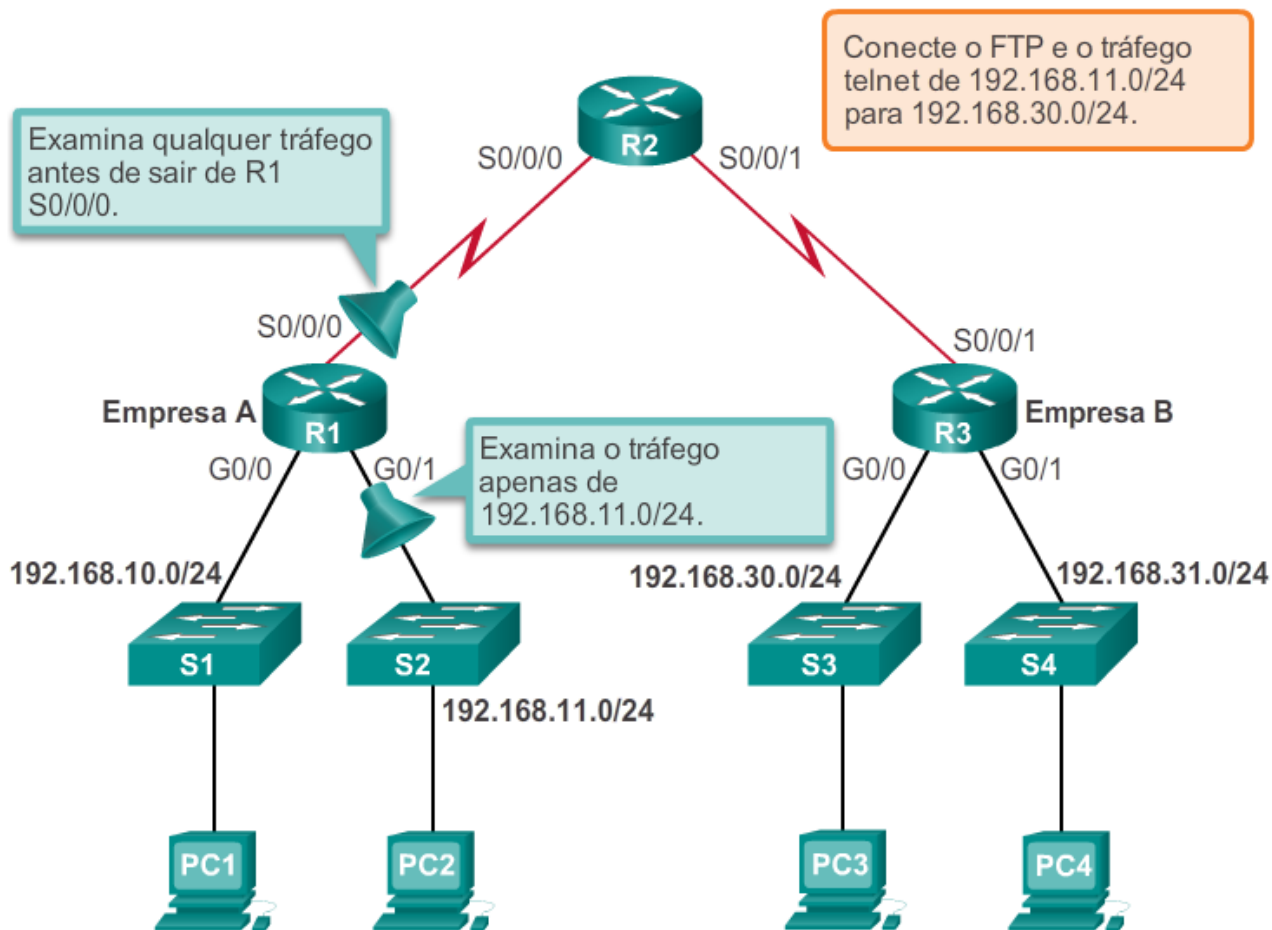 Conecte o FTP e o tráfego
telnet de 192.168.11.0/24
para 192.168.30.0/24.
Examina qualquer tráfego
antes de sair de R1
S0/0/0.
R2
S0/0/0
S0/0/1
S0/0/0
S0/0/1
Empresa A
R1
R3
Empresa B
G0/0
G0/1
Examina o tráfego
apenas de
192.168.11.0/24.
G0/0
G0/1
192.168.10.0/24
192.168.30.0/24
192.168.31.0/24
S1
S2
S3
S4
192.168.11.0/24
PC1
PC2
PC3
PC4